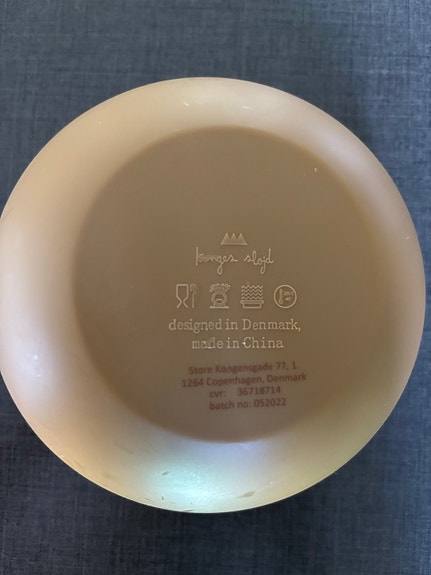 konges sløjd
designed in Denmark,
made in China
Store Kongensgade 77, 1.
1264 Copenhagen, Denmark
cvr: 36718714
batch no: 052022